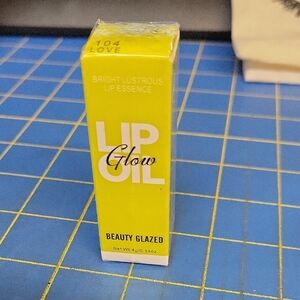 104
LOVE
BRIGHT LUSTROUS
LIP ESSENCE
LIP
Glow
OIL
BEAUTY GLAZED